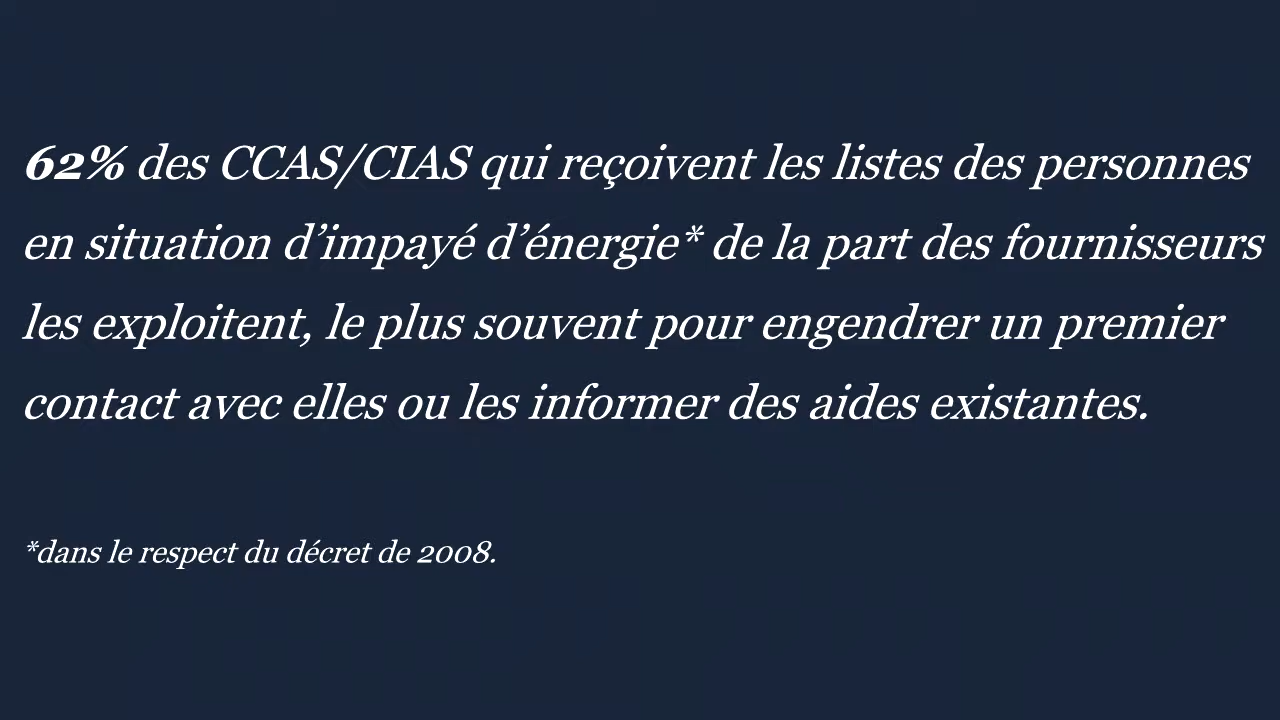 62% des CCAS/CIAS qui reçoivent les listes des personnes
en situation d’impayé d’énergie* de la part des fournisseurs
les exploitent, le plus souvent pour engendrer un premier
contact avec elles ou les informer des aides existantes.
*dans le respect du décret de 2008.